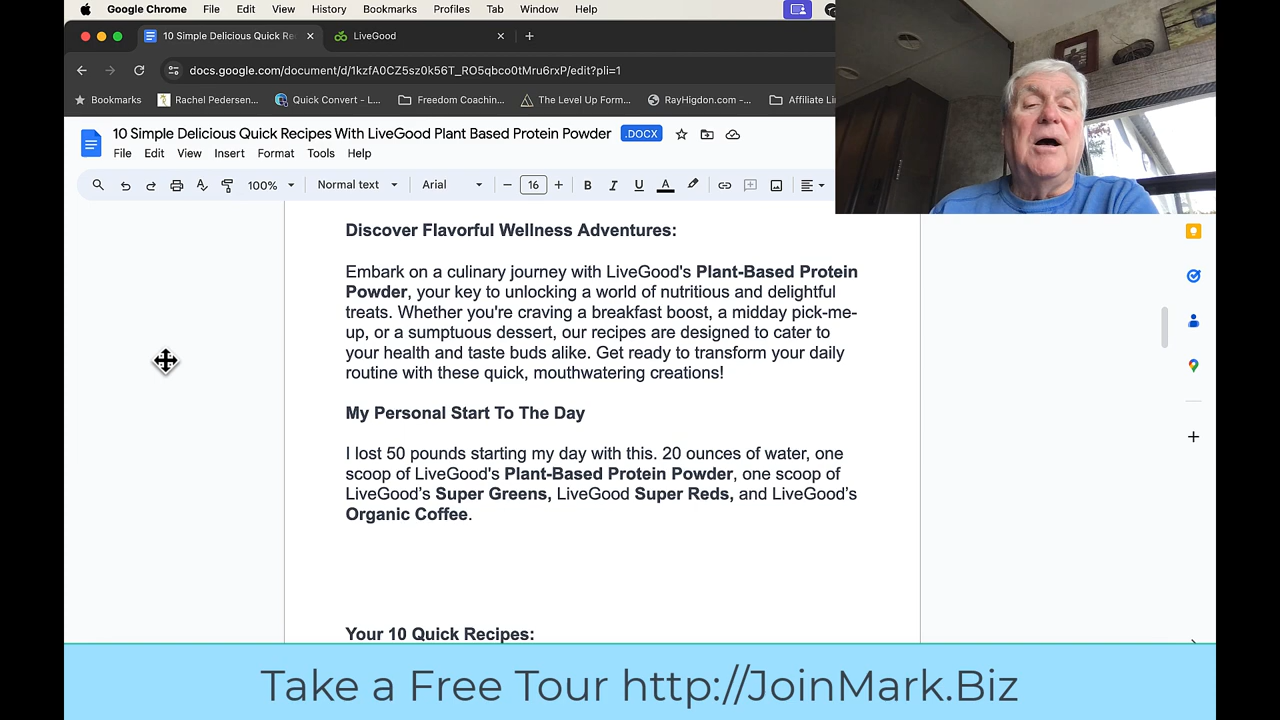 Google Chrome File Edit View History Bookmarks Profiles Tab Window Help
10 Simple Delicious Quick Re LiveGood
docs.google.com/document/d/1kzfA0CZ5sz0k56T_RO5qbco0tMru6rxP/edit?pli=1
Bookmarks Rachel Pedersen... Quick Convert - L... Freedom Coachin... The Level Up Form... RayHigdon.com -... Affiliate Lin
10 Simple Delicious Quick Recipes With LiveGood Plant Based Protein Powder .DOCX
File Edit View Insert Format Tools Help
100% Normal text Arial 16 B I U A
Discover Flavorful Wellness Adventures:
Embark on a culinary journey with LiveGood's Plant-Based Protein
Powder, your key to unlocking a world of nutritious and delightful
treats. Whether you're craving a breakfast boost, a midday pick-me-
up, or a sumptuous dessert, our recipes are designed to cater to
your health and taste buds alike. Get ready to transform your daily
routine with these quick, mouthwatering creations!
My Personal Start To The Day
I lost 50 pounds starting my day with this. 20 ounces of water, one
scoop of LiveGood's Plant-Based Protein Powder, one scoop of
LiveGood's Super Greens, LiveGood Super Reds, and LiveGood's
Organic Coffee.
Your 10 Quick Recipes:
Take a Free Tour http://JoinMark.Biz